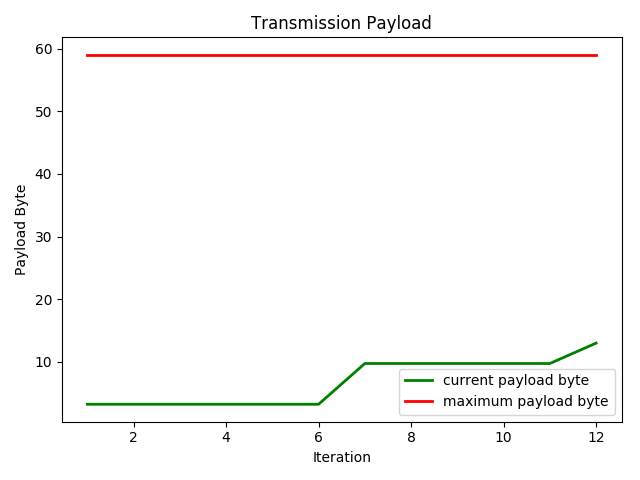 Transmission Payload
60
50
40
30
20
10
Payload Byte
2 4 6 8 10 12
Iteration
current payload byte
maximum payload byte